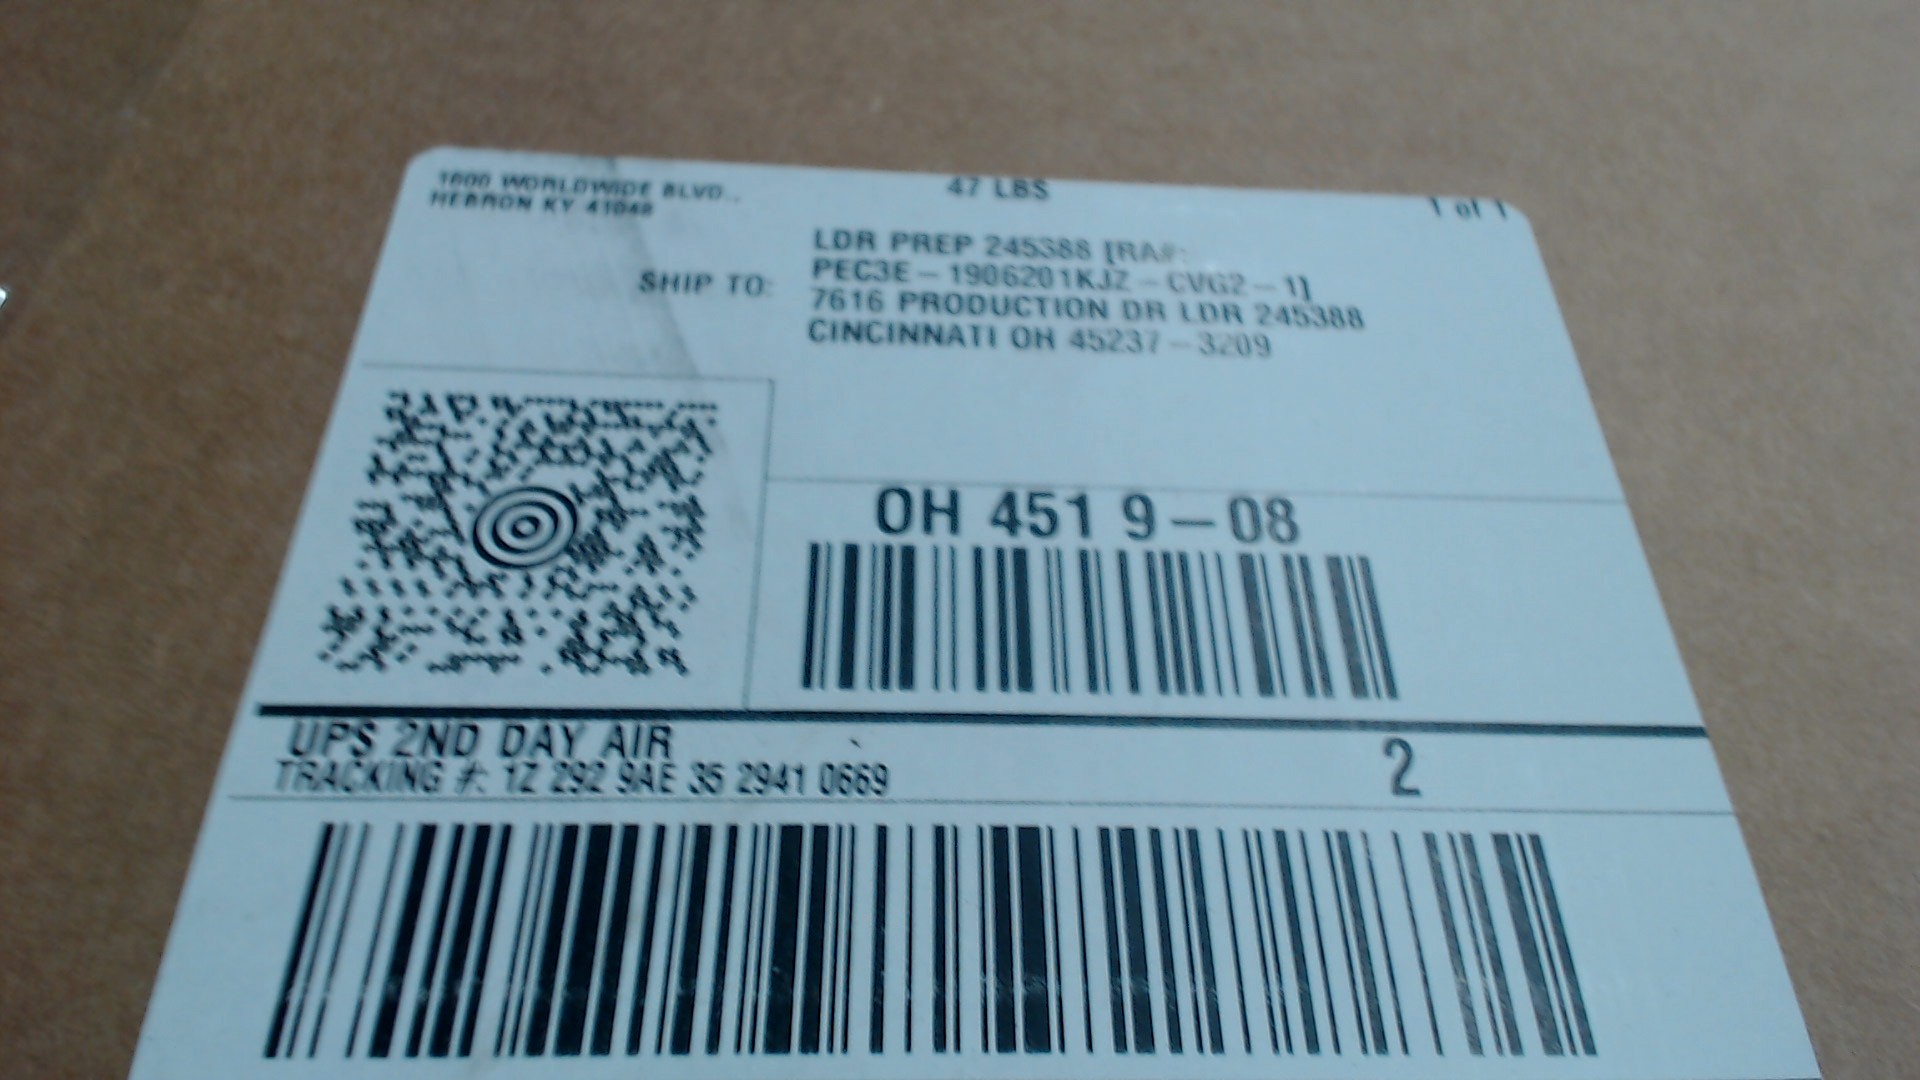 1600 WORLDWIDE BLVD..
HEBRON KY 41048
47 LBS
1 of 1
SHIP TO:
LDR PREP 245388 [RA#:
PEC3E-1906201KJZ-CVG2-1]
7616 PRODUCTION DR LDR 245388
CINCINNATI OH 45237-3209
OH 451 9-08
UPS 2ND DAY AIR
TRACKING #: 1Z 292 9AE 35 2941 0669
2